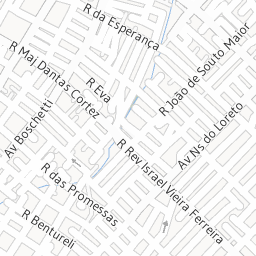 R da Esperança
R Maj Dantas Cortez
R João de Souto Maior
R Eva
Av Boschetti
Av Ns do Loreto
R Rev Israel Vieira Ferreira
R das Promessas
R Bentureli